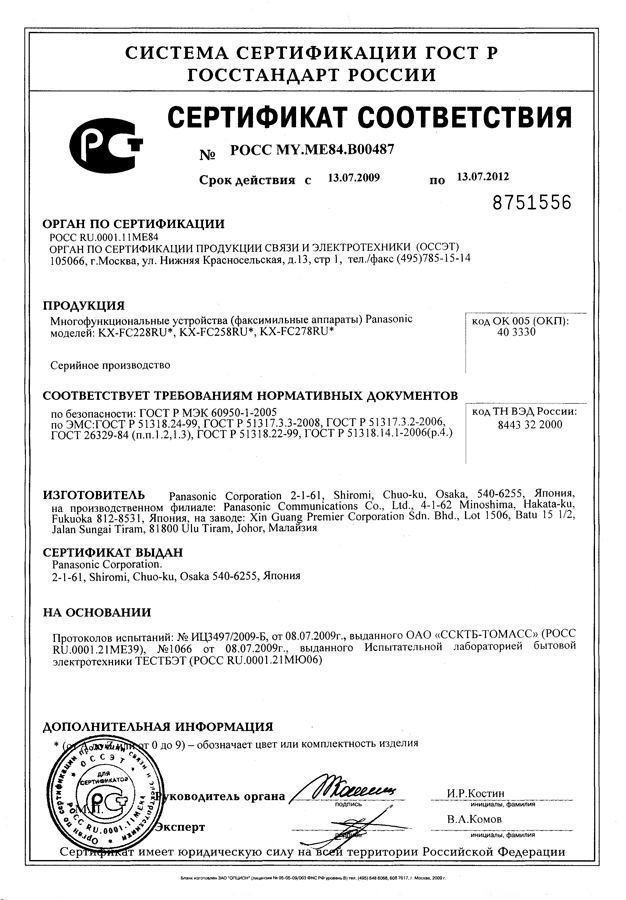 СИСТЕМА СЕРТИФИКАЦИИ ГОСТ Р
ГОССТАНДАРТ РОССИИ
СЕРТИФИКАТ СООТВЕТСТВИЯ
№ РОСС MY.ME84.B00487
Срок действия с 13.07.2009 по 13.07.2012
8751556
ОРГАН ПО СЕРТИФИКАЦИИ
РОСС RU.0001.11МЕ84
ОРГАН ПО СЕРТИФИКАЦИИ ПРОДУКЦИИ СВЯЗИ И ЭЛЕКТРОТЕХНИКИ (ОССЭТ)
105066, г.Москва, ул. Нижняя Красносельская, д.13, стр 1, тел./факс (495)785-15-14
ПРОДУКЦИЯ
Многофункциональные устройства (факсимильные аппараты) Panasonic
моделей: KX-FC228RU*, KX-FC258RU*, KX-FC278RU*
Серийное производство
код ОК 005 (ОКП):
40 3330
СООТВЕТСТВУЕТ ТРЕБОВАНИЯМ НОРМАТИВНЫХ ДОКУМЕНТОВ
по безопасности: ГОСТ Р МЭК 60950-1-2005
по ЭМС:ГОСТ Р 51318.24-99, ГОСТ Р 51317.3.3-2008, ГОСТ Р 51317.3.2-2006,
ГОСТ 26329-84 (п.п.1.2,1.3), ГОСТ Р 51318.22-99, ГОСТ Р 51318.14.1-2006(р.4.)
код ТН ВЭД России:
8443 32 2000
ИЗГОТОВИТЕЛЬ Panasonic Corporation 2-1-61, Shiromi, Chuo-ku, Osaka, 540-6255, Япония,
на производственном филиале: Panasonic Communications Co., Ltd., 4-1-62 Minoshima, Hakata-ku,
Fukuoka 812-8531, Япония, на заводе: Xin Guang Premier Corporation Sdn. Bhd., Lot 1506, Batu 15 1/2,
Jalan Sungai Tiram, 81800 Ulu Tiram, Johor, Малайзия
СЕРТИФИКАТ ВЫДАН
Panasonic Corporation.
2-1-61, Shiromi, Chuo-ku, Osaka 540-6255, Япония
НА ОСНОВАНИИ
Протоколов испытаний: № ИЦ3497/2009-Б, от 08.07.2009г., выданного ОАО «ССКТБ-ТОМАСС» (РОСС
RU.0001.21МЕ39), №1066 от 08.07.2009г., выданного Испытательной лабораторией бытовой
электротехники ТЕСТБЭТ (РОСС RU.0001.21МЮ06)
ДОПОЛНИТЕЛЬНАЯ ИНФОРМАЦИЯ
* (от 0 до 9) – обозначает цвет или комплектность изделия
ОССЭТ
ДЛЯ
СЕРТИФИКАТОВ
РОСС RU.0001.11
М.П.
Руководитель органа
подпись
И.Р.Костин
инициалы, фамилия
Эксперт
В.А.Комов
инициалы, фамилия
Сертификат имеет юридическую силу на всей территории Российской Федерации